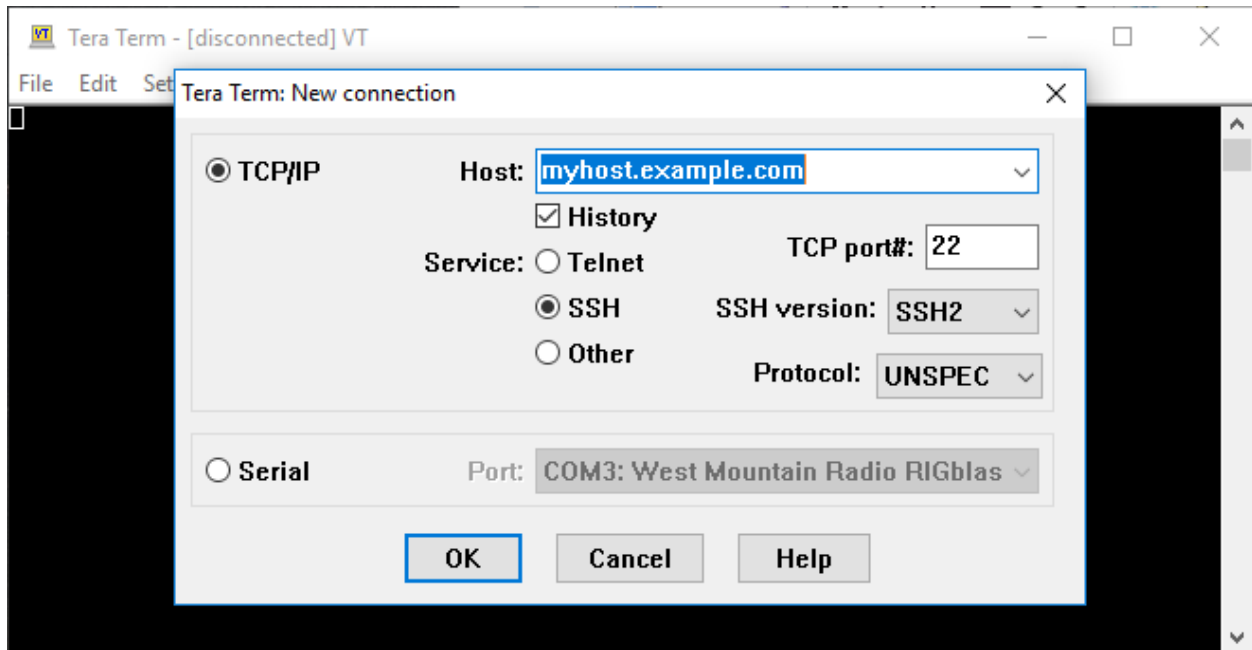 VT Tera Term - [disconnected] VT
File Edit Set
Tera Term: New connection
TCP/IP Host: myhost.example.com
History
TCP port#: 22
Service: Telnet
SSH SSH version: SSH2
Other
Protocol: UNSPEC
Serial Port: COM3: West Mountain Radio RIGblas
OK Cancel Help